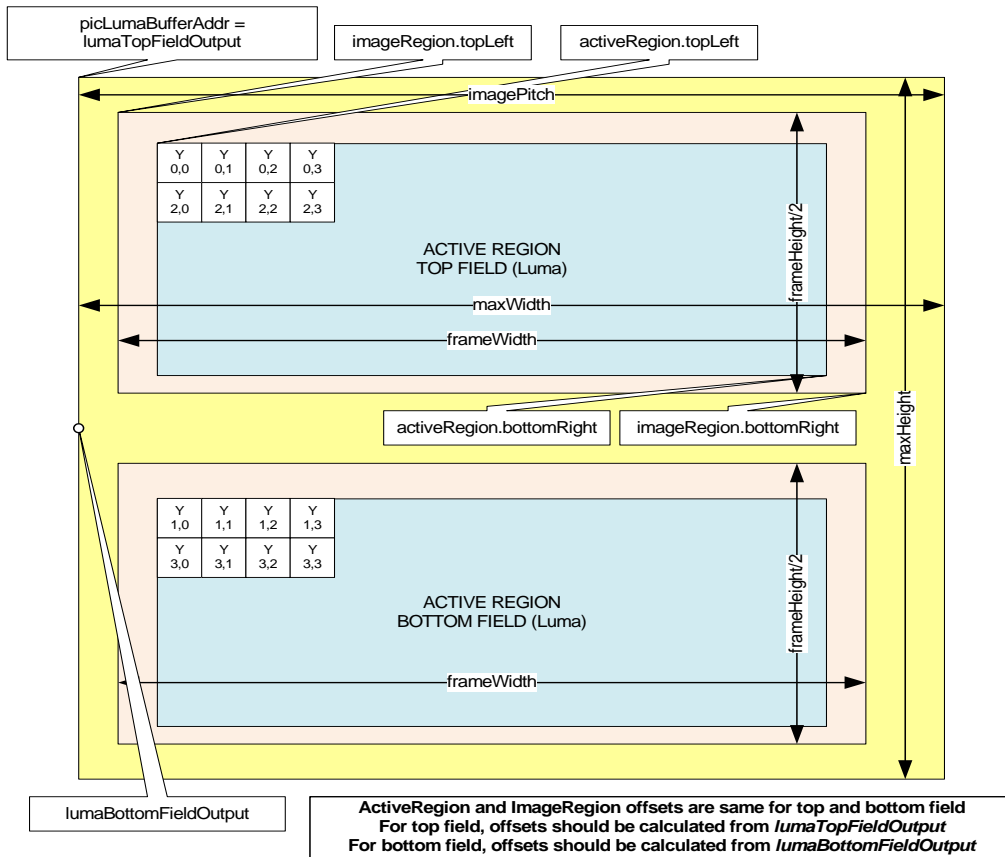 picLumaBufferAddr =
lumaTopFieldOutput
imageRegion.topLeft
activeRegion.topLeft
imagePitch
Y Y Y Y
0,0 0,1 0,2 0,3
Y Y Y Y
2,0 2,1 2,2 2,3
frameHeight/2
ACTIVE REGION
TOP FIELD (Luma)
maxWidth
frameWidth
activeRegion.bottomRight
imageRegion.bottomRight
maxHeight
Y Y Y Y
1,0 1,1 1,2 1,3
Y Y Y Y
3,0 3,1 3,2 3,3
frameHeight/2
ACTIVE REGION
BOTTOM FIELD (Luma)
frameWidth
lumaBottomFieldOutput
ActiveRegion and ImageRegion offsets are same for top and bottom field
For top field, offsets should be calculated from lumaTopFieldOutput
For bottom field, offsets should be calculated from lumaBottomFieldOutput